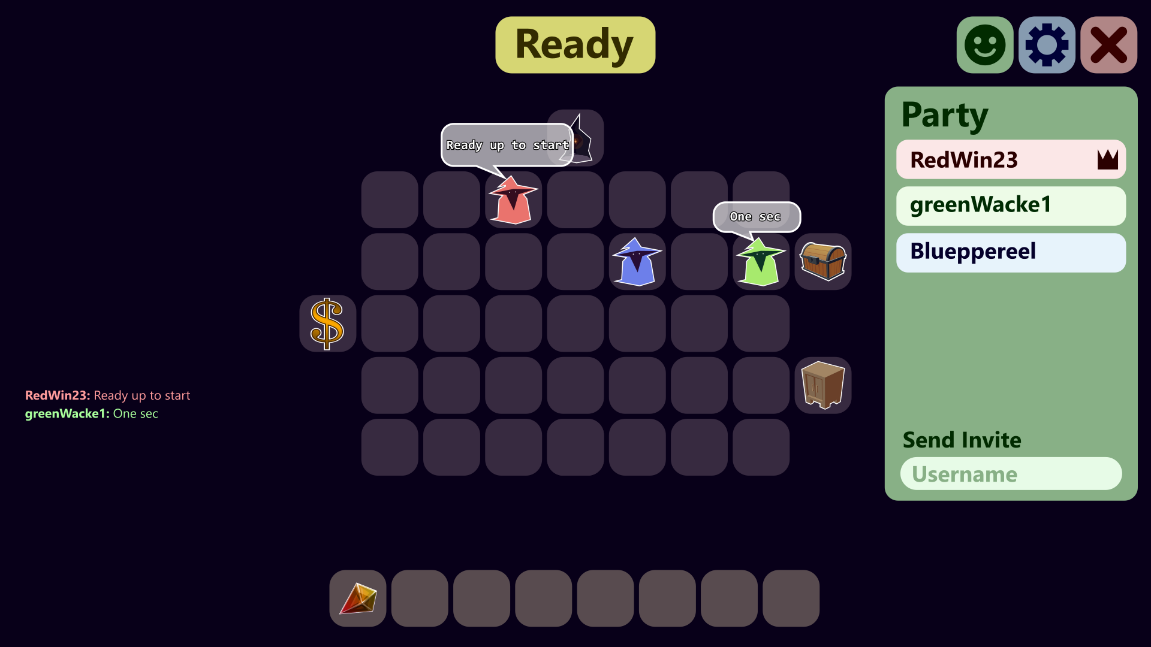 Ready
Party
RedWin23
greenWacke1
Blueppereel
Ready up to start
One sec
$
RedWin23: Ready up to start
greenWacke1: One sec
Send Invite
Username